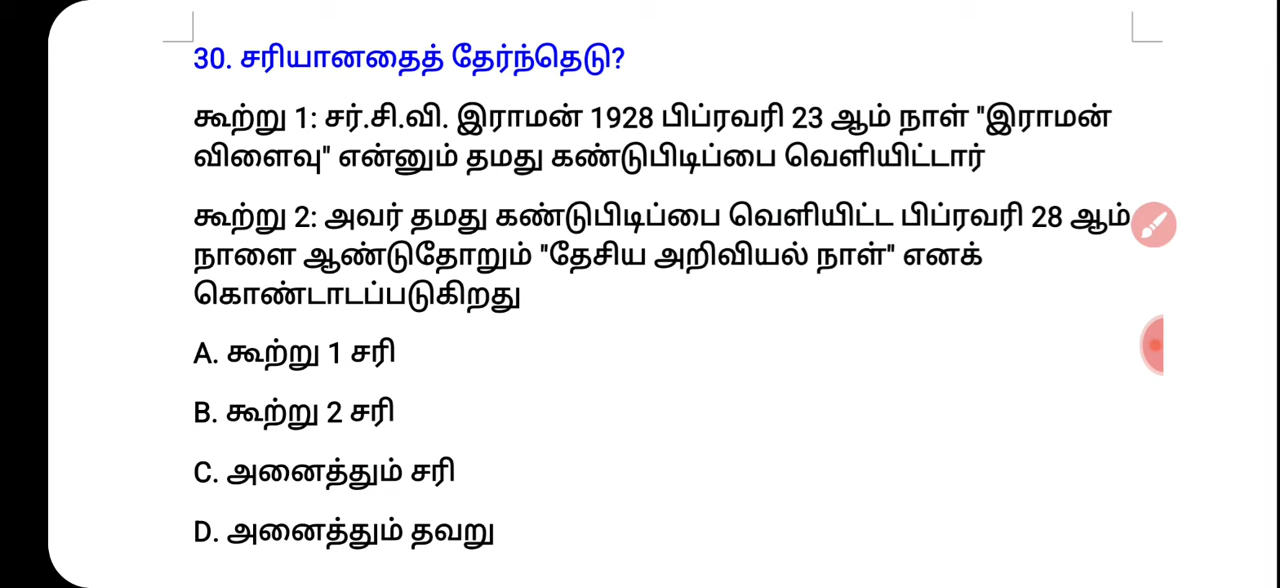 30. சரியானதைத் தேர்ந்தெடு?
கூற்று 1: சர்.சி.வி. இராமன் 1928 பிப்ரவரி 23 ஆம் நாள் "இராமன்
விளைவு" என்னும் தமது கண்டுபிடிப்பை வெளியிட்டார்
கூற்று 2: அவர் தமது கண்டுபிடிப்பை வெளியிட்ட பிப்ரவரி 28 ஆம்
நாளை ஆண்டுதோறும் "தேசிய அறிவியல் நாள்" எனக்
கொண்டாடப்படுகிறது
A. கூற்று 1 சரி
B. கூற்று 2 சரி
C. அனைத்தும் சரி
D. அனைத்தும் தவறு